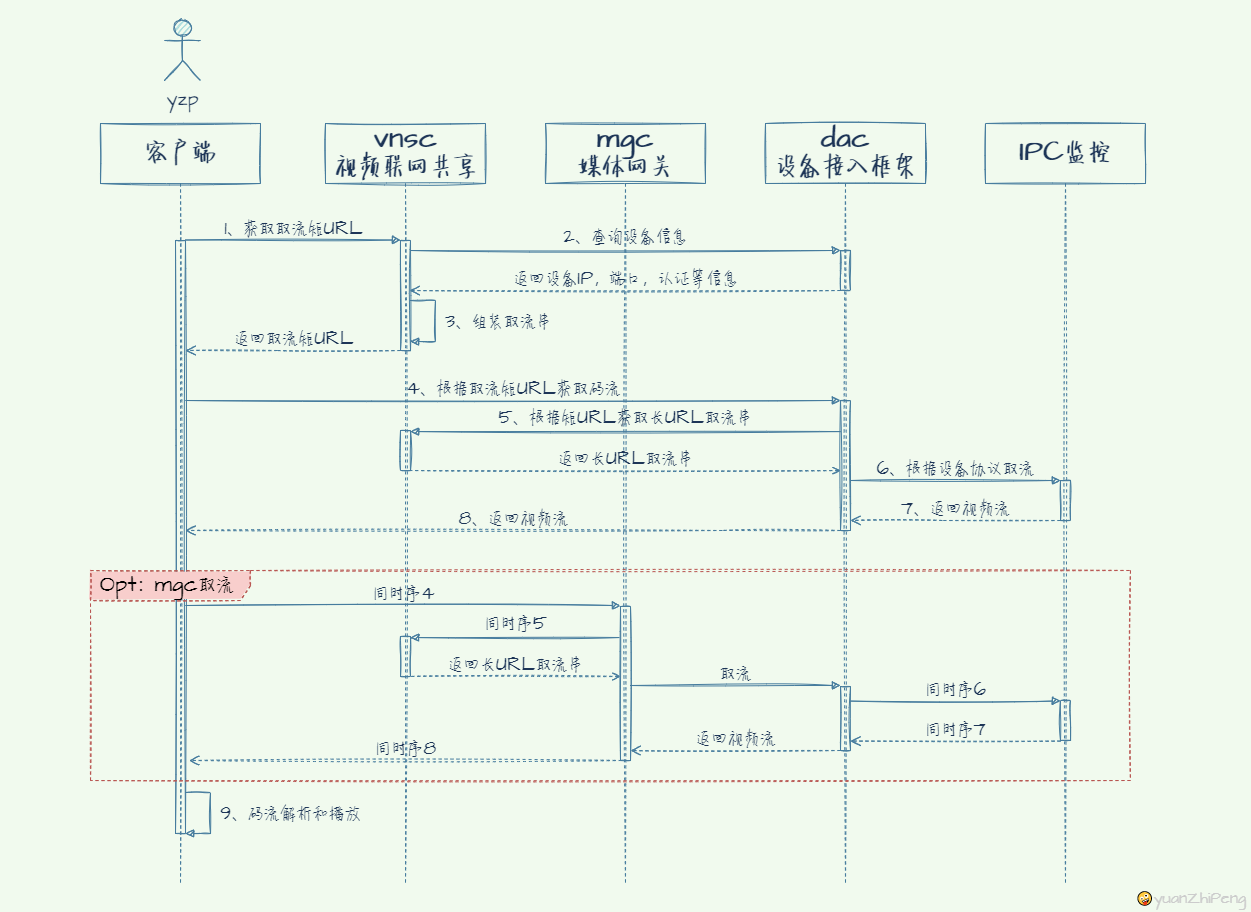 yzp
客户端
vnsc
视频联网共享
mgc
媒体网关
dac
设备接入框架
IPC监控
1、获取取流短URL
2、查询设备信息
返回设备IP，端口，认证等信息
3、组装取流串
返回取流短URL
4、根据取流短URL获取码流
5、根据短URL获取长URL取流串
返回长URL取流串
6、根据设备协议取流
7、返回视频流
8、返回视频流
Opt：mgc取流
同时序4
同时序5
返回长URL取流串
取流
同时序6
同时序7
返回视频流
同时序8
9、码流解析和播放
yuanZhiPeng